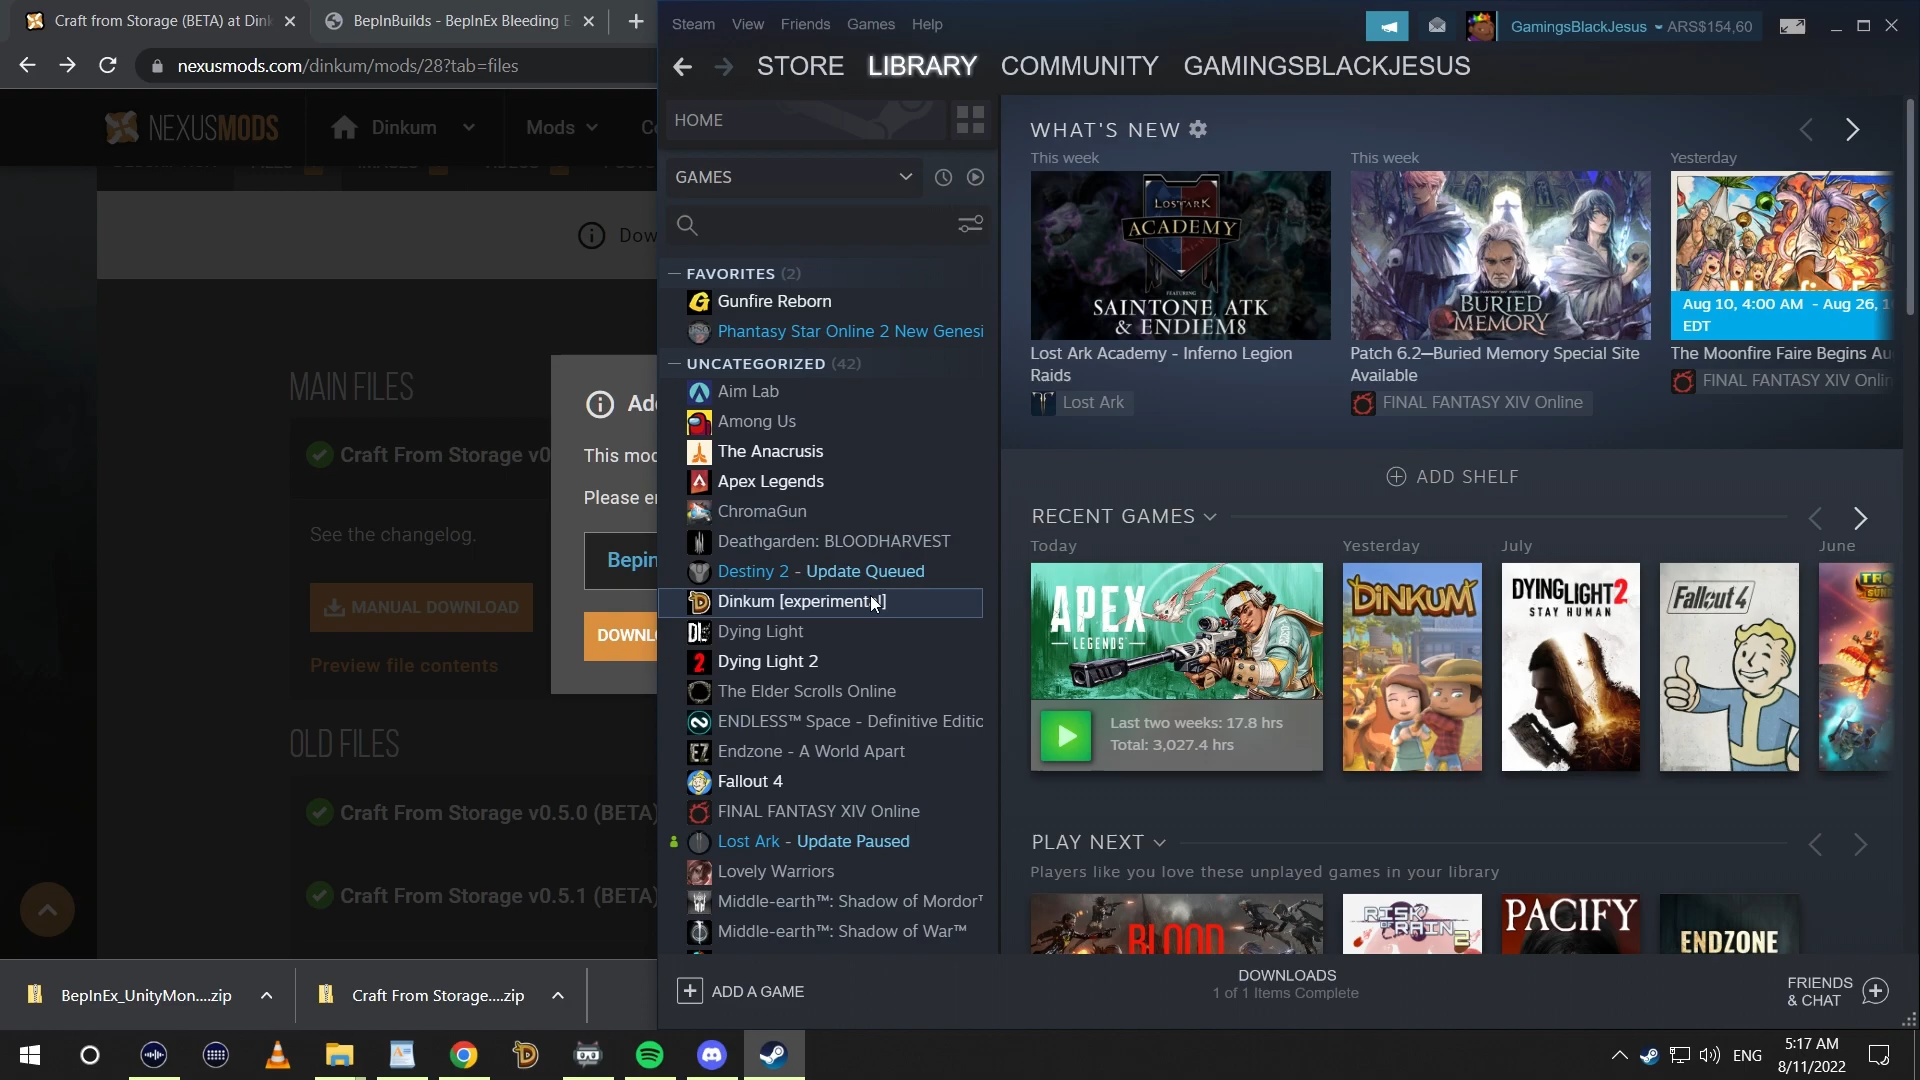 Craft from Storage (BETA) at Din
BepInBuilds - BepInEx Bleeding E
nexusmods.com/dinkum/mods/28?tab=files
NEXUSMODS
Dinkum
Mods
Dow
MAIN FILES
Craft From Storage v0
See the changelog.
MANUAL DOWNLOAD
Preview file contents
OLD FILES
Craft From Storage v0.5.0 (BETA)
Craft From Storage v0.5.1 (BETA)
This mod
Please e
Bepin
DOWNL
BepInEx_UnityMon....zip
Craft From Storage....zip
Steam
View
Friends
Games
Help
GamingsBlackJesus
ARS$154,60
STORE
LIBRARY
COMMUNITY
GAMINGSBLACKJESUS
HOME
GAMES
FAVORITES (2)
Gunfire Reborn
Phantasy Star Online 2 New Genesi
UNCATEGORIZED (42)
Aim Lab
Among Us
The Anacrusis
Apex Legends
ChromaGun
Deathgarden: BLOODHARVEST
Destiny 2 - Update Queued
Dinkum [experimental]
Dying Light
Dying Light 2
The Elder Scrolls Online
ENDLESS™ Space - Definitive Editic
Endzone - A World Apart
Fallout 4
FINAL FANTASY XIV Online
Lost Ark - Update Paused
Lovely Warriors
Middle-earth™: Shadow of Mordor™
Middle-earth™: Shadow of War™
ADD A GAME
WHAT'S NEW
This week
LOST ARK
ACADEMY
FEATURING
SAINTONE, ATK
& ENDIEM8
Lost Ark Academy - Inferno Legion
Raids
Lost Ark
This week
BURIED
MEMORY
Patch 6.2—Buried Memory Special Site
Available
FINAL FANTASY XIV Online
Yesterday
Aug 10, 4:00 AM - Aug 26, 1
EDT
The Moonfire Faire Begins Au
FINAL FANTASY XIV Onlin
ADD SHELF
RECENT GAMES
Today
Yesterday
July
June
APEX
LEGENDS
Last two weeks: 17.8 hrs
Total: 3,027.4 hrs
DINKUM
DYING LIGHT 2
STAY HUMAN
Fallout 4
PLAY NEXT
Players like you love these unplayed games in your library
BLOOD
RISK
OF RAIN 2
PACIFY
ENDZONE
DOWNLOADS
1 of 1 Items Complete
FRIENDS
& CHAT
ENG
5:17 AM
8/11/2022